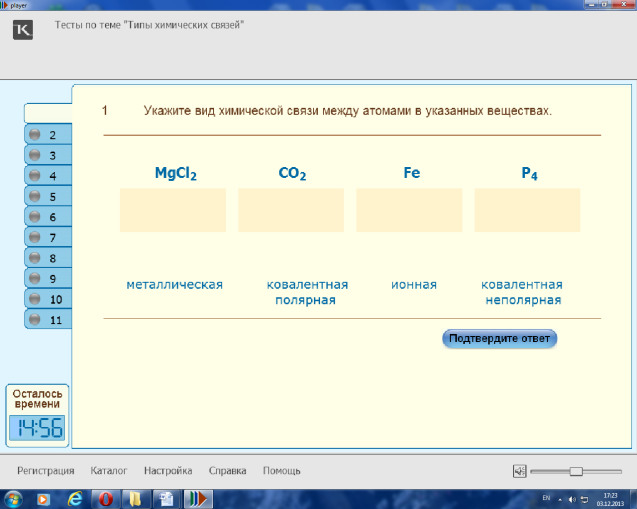 player
Тесты по теме "Типы химических связей"
1 Укажите вид химической связи между атомами в указанных веществах.
2
3
4
5
6
7
8
9
10
11
MgCl₂ CO₂ Fe P₄
металлическая ковалентная полярная ионная ковалентная неполярная
Подтвердите ответ
Осталось
времени
14:56
Регистрация Каталог Настройка Справка Помощь
EN 17:23
03.12.2013